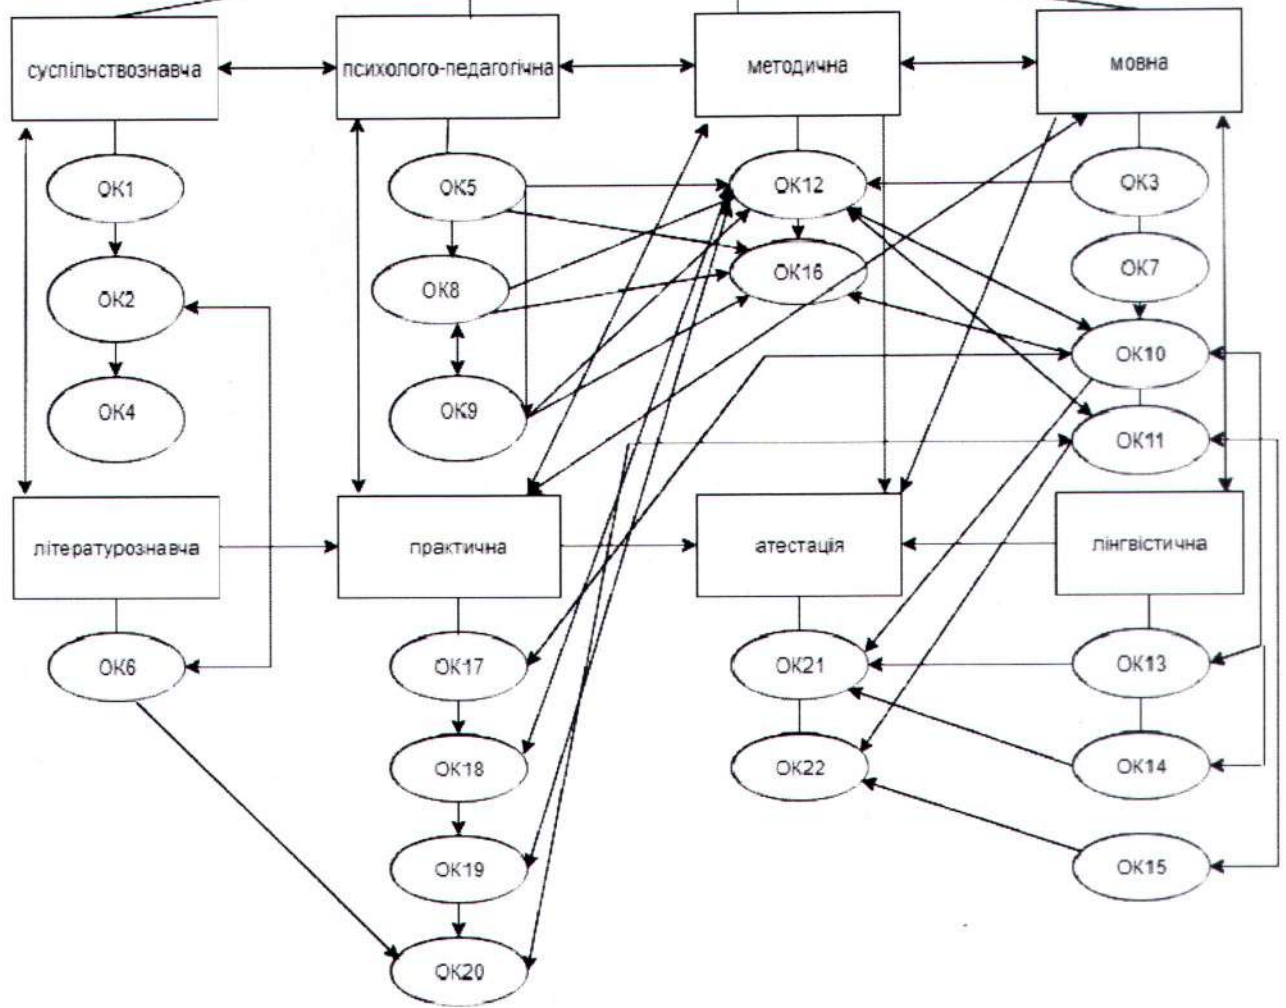 суспільствознавча
психолого-педагогічна
методична
мовна
ОК1
ОК5
ОК12
ОК3
ОК2
ОК8
ОК16
ОК7
ОК4
ОК9
ОК10
ОК11
літературознавча
практична
атестація
лінгвістична
ОК6
ОК17
ОК21
ОК13
ОК18
ОК22
ОК14
ОК19
ОК15
ОК20